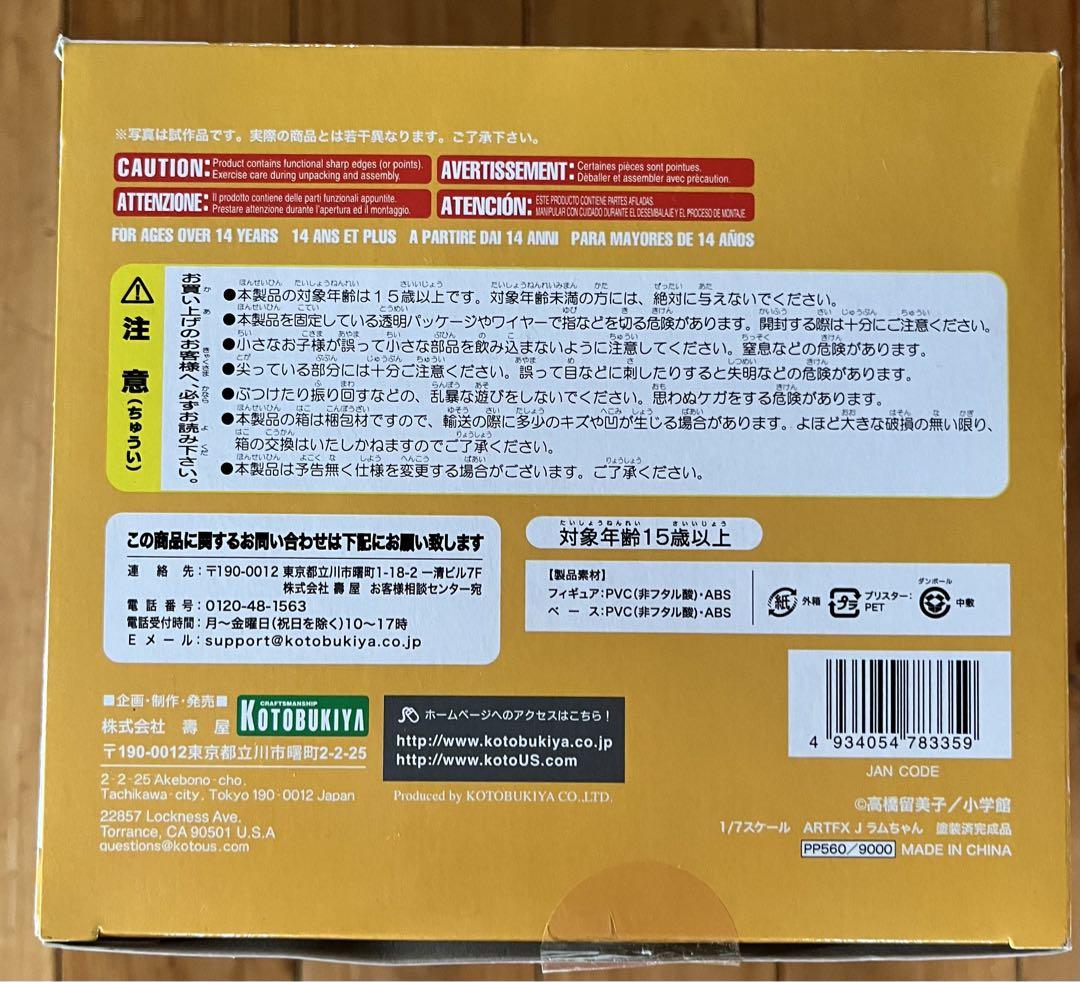 ※写真は試作品です。実際の商品とは若干異なります。ご了承下さい。
CAUTION: Product contains functional sharp edges (or points). Exercise care during unpacking and assembly.
AVERTISSEMENT: Certaines pièces sont pointues. Déballer et assembler avec précaution.
ATTENZIONE: Il prodotto contiene delle parti funzionali appuntite. Prestare attenzione durante l'apertura ed il montaggio.
ATENCIÓN: ESTE PRODUCTO CONTIENE PARTES AFILADAS. MANIPULAR CON CUIDADO DURANTE EL DESEMBALAJE Y EL PROCESO DE MONTAJE.
FOR AGES OVER 14 YEARS 14 ANS ET PLUS A PARTIRE DAI 14 ANNI PARA MAYORES DE 14 AÑOS
注意(ちゅうい)
お買い上げのお客様へ、必ずお読み下さい。
●本製品の対象年齢は15歳以上です。対象年齢未満の方には、絶対に与えないでください。
●本製品を固定している透明パッケージやワイヤーで指などを切る危険があります。開封する際は十分にご注意ください。
●小さなお子様が誤って小さな部品を飲み込まないように注意してください。窒息などの危険があります。
●尖っている部分には十分ご注意ください。誤って目などに刺したりすると失明などの危険があります。
●ぶつけたり振り回すなどの、乱暴な遊びをしないでください。思わぬケガをする危険があります。
●本製品の箱は梱包材ですので、輸送の際に多少のキズや凹が生じる場合があります。よほど大きな破損の無い限り、
箱の交換はいたしかねますのでご了承ください。
●本製品は予告無く仕様を変更する場合がございます。ご了承ください。
この商品に関するお問い合わせは下記にお願い致します
連絡先:〒190-0012 東京都立川市曙町1-18-2 一清ビル7F
株式会社 壽屋 お客様相談センター宛
電話番号:0120-48-1563
電話受付時間:月〜金曜日(祝日を除く)10〜17時
Eメール:support@kotobukiya.co.jp
たいしょうねんれい さいいじょう
対象年齢15歳以上
【製品素材】
フィギュア:PVC(非フタル酸)・ABS
ベース:PVC(非フタル酸)・ABS
紙 外箱
プラ ブリスター:PET
ダンボール 中敷
■企画・制作・発売■
株式会社 壽屋
CRAFTSMANSHIP
KOTOBUKIYA
〒190-0012東京都立川市曙町2-2-25
2-2-25 Akebono-cho,
Tachikawa-city, Tokyo 190-0012 Japan
22857 Lockness Ave.
Torrance, CA 90501 U.S.A
questions@kotous.com
ホームページへのアクセスはこちら!
http://www.kotobukiya.co.jp
http://www.kotoUS.com
Produced by KOTOBUKIYA CO.,LTD.
4 934054 783359
JAN CODE
©高橋留美子/小学館
1/7スケール ARTFX J ラムちゃん 塗装済完成品
PP560/9000 MADE IN CHINA